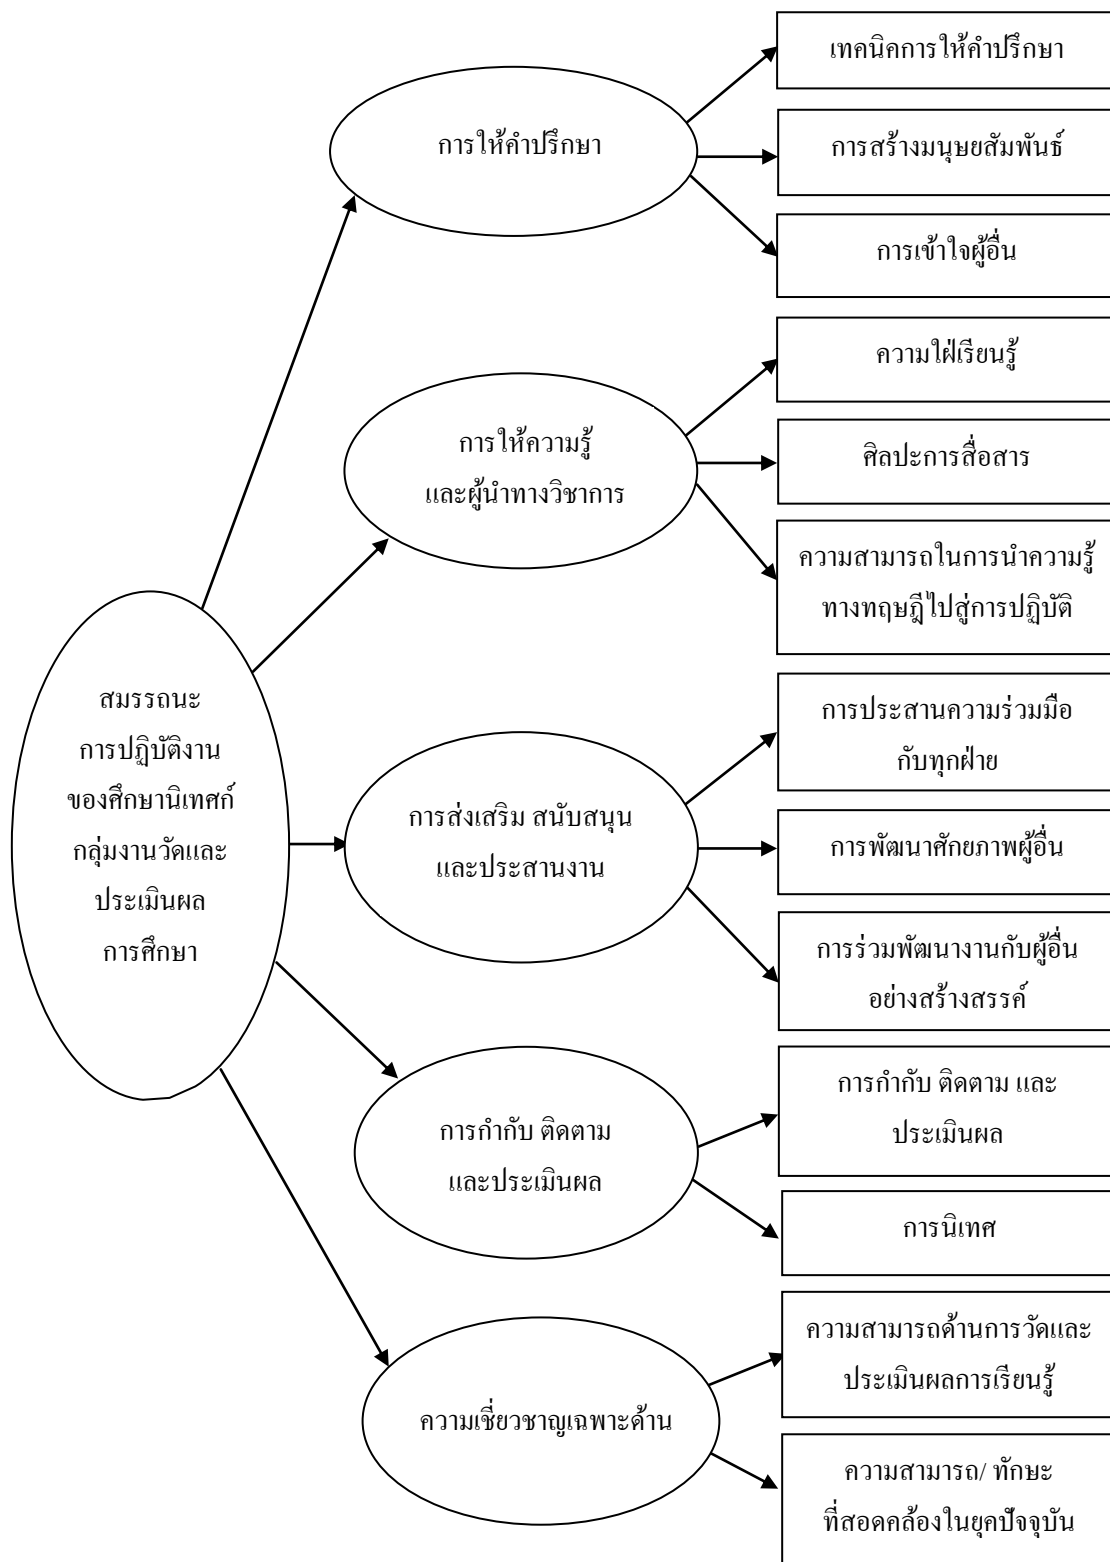 เทคนิคการให้คำปรึกษา
การให้คำปรึกษา
การสร้างมนุษยสัมพันธ์
การเข้าใจผู้อื่น
ความใฝ่เรียนรู้
การให้ความรู้
และผู้นำทางวิชาการ
ศิลปะการสื่อสาร
ความสามารถในการนำความรู้
ทางทฤษฎีไปสู่การปฏิบัติ
สมรรถนะ
การปฏิบัติงาน
ของศึกษานิเทศก์
กลุ่มงานวัดและ
ประเมินผล
การศึกษา
การประสานความร่วมมือ
กับทุกฝ่าย
การส่งเสริม สนับสนุน
และประสานงาน
การพัฒนาศักยภาพผู้อื่น
การร่วมพัฒนางานกับผู้อื่น
อย่างสร้างสรรค์
การกำกับ ติดตาม และ
ประเมินผล
การกำกับ ติดตาม
และประเมินผล
การนิเทศ
ความสามารถด้านการวัดและ
ประเมินผลการเรียนรู้
ความเชี่ยวชาญเฉพาะด้าน
ความสามารถ/ ทักษะ
ที่สอดคล้องในยุคปัจจุบัน